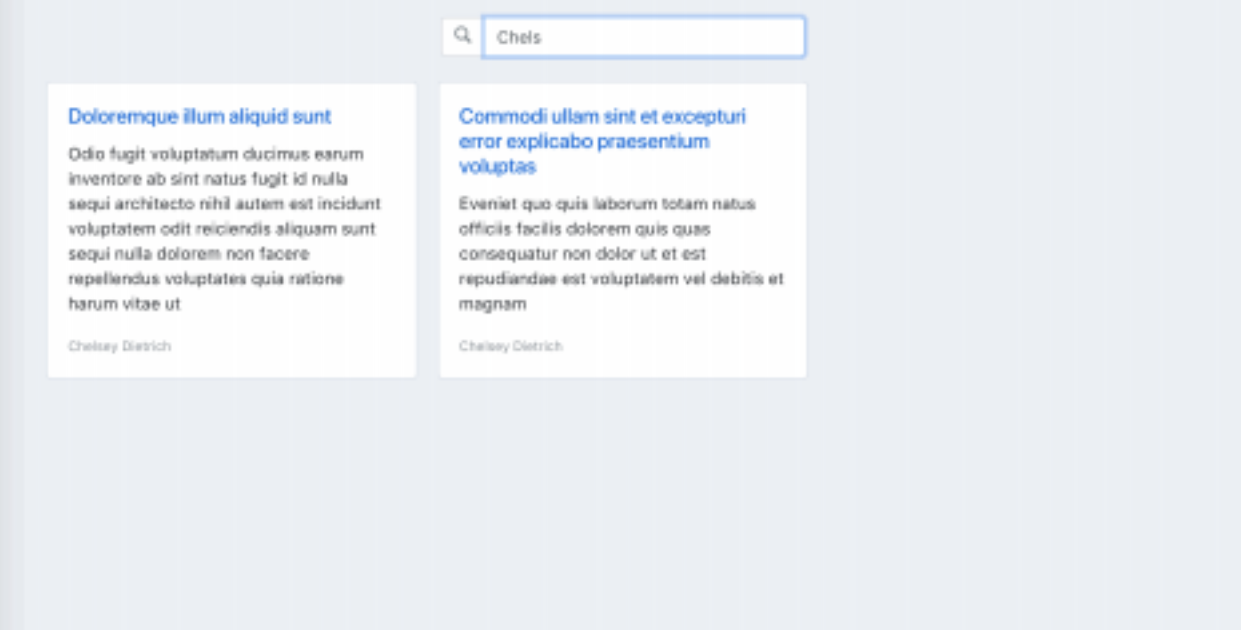 Chels
Doloremque illum aliquid sunt
Odio fugit voluptatum ducimus earum
inventore ab sint natus fugit id nulla
sequi architecto nihil autem est incidunt
voluptatem odit reiciendis aliquam sunt
sequi nulla dolorem non facere
repellendus voluptates quia ratione
harum vitae ut
Chelsey Dietrich
Commodi ullam sint et excepturi
error explicabo praesentium
voluptas
Eveniet quo quis laborum totam natus
officiis facilis dolorem quis quas
consequatur non dolor ut et est
repudiandae est voluptatem vel debitis et
magnam
Chelsey Dietrich